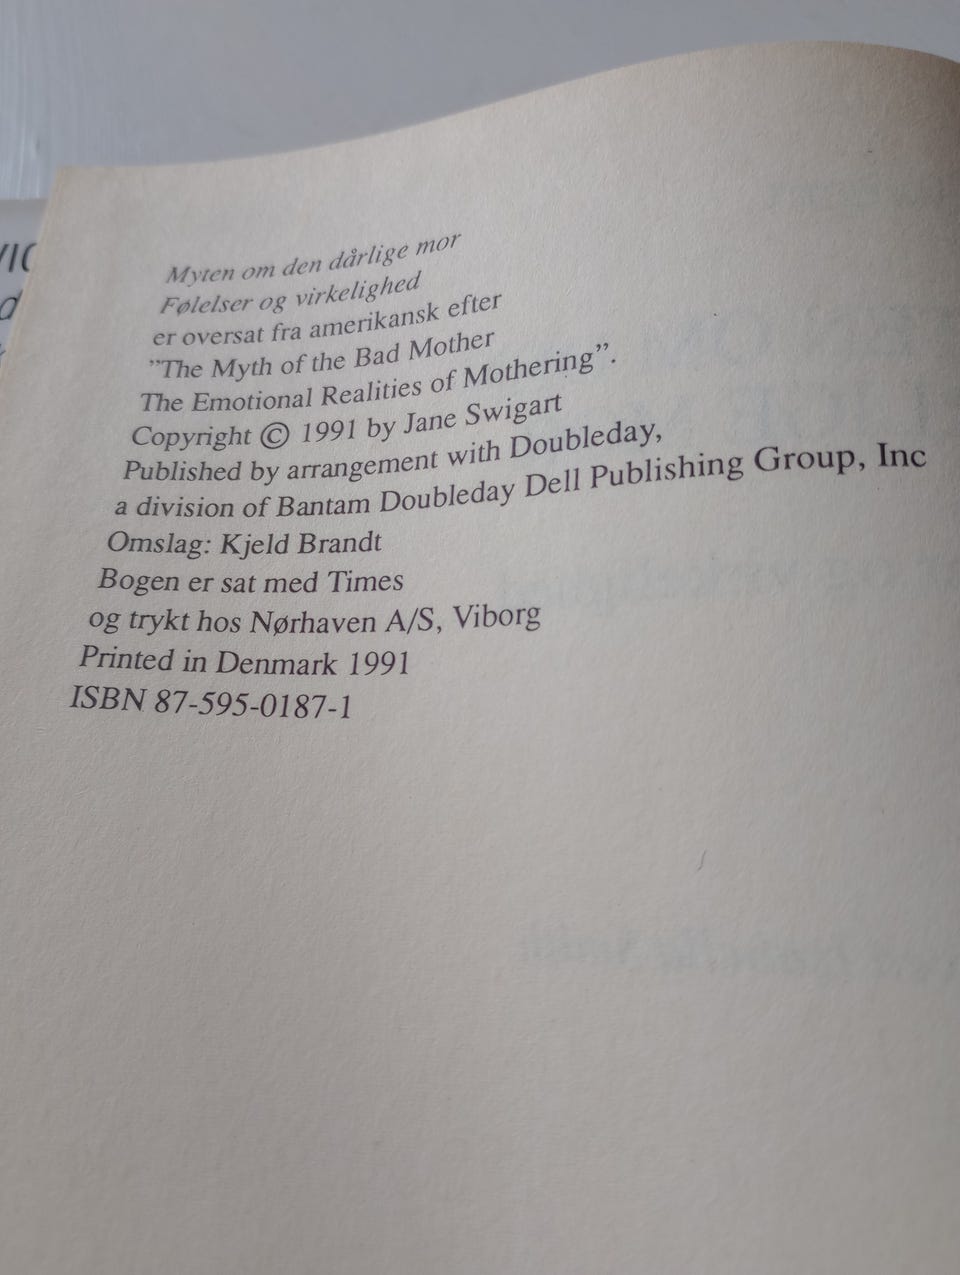 Myten om den dårlige mor
Følelser og virkelighed
er oversat fra amerikansk efter
”The Myth of the Bad Mother
The Emotional Realities of Mothering”.
Copyright © 1991 by Jane Swigart
Published by arrangement with Doubleday,
a division of Bantam Doubleday Dell Publishing Group, Inc
Omslag: Kjeld Brandt
Bogen er sat med Times
og trykt hos Nørhaven A/S, Viborg
Printed in Denmark 1991
ISBN 87-595-0187-1